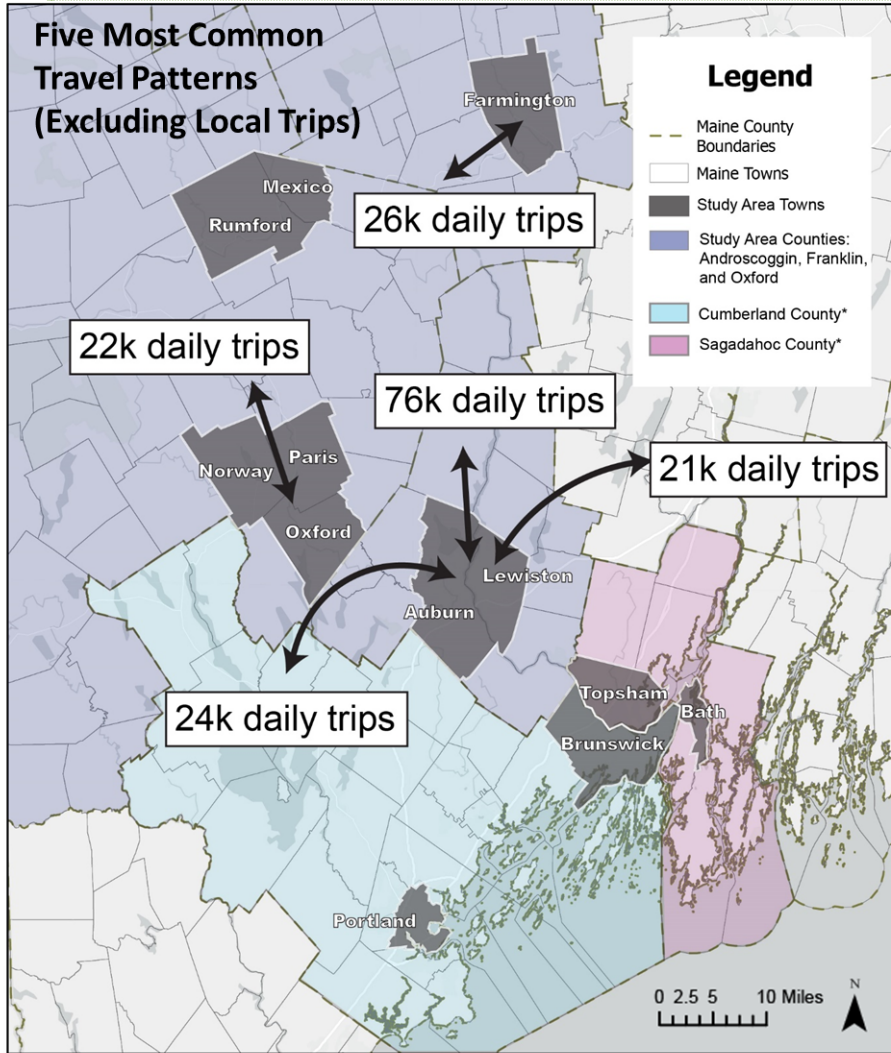 Five Most Common
Travel Patterns
(Excluding Local Trips)
Legend
Maine County
Boundaries
Maine Towns
Study Area Towns
Study Area Counties:
Androscoggin, Franklin,
and Oxford
Cumberland County*
Sagadahoc County*
Farmington
Mexico
Rumford
26k daily trips
22k daily trips
76k daily trips
21k daily trips
Norway
Paris
Oxford
Lewiston
Auburn
24k daily trips
Topsham
Bath
Brunswick
Portland
0 2.5 5 10 Miles
N